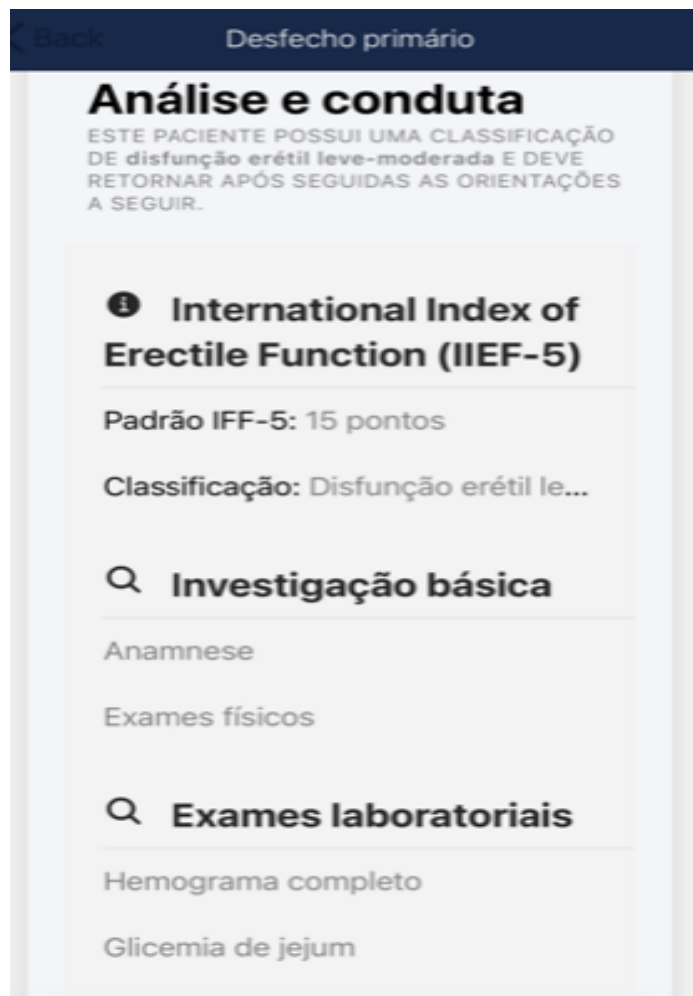 Back
Desfecho primário
Análise e conduta
ESTE PACIENTE POSSUI UMA CLASSIFICAÇÃO
DE disfunção erétil leve-moderada E DEVE
RETORNAR APÓS SEGUIDAS AS ORIENTAÇÕES
A SEGUIR.
International Index of
Erectile Function (IIEF-5)
Padrão IFF-5: 15 pontos
Classificação: Disfunção erétil le...
Investigação básica
Anamnese
Exames físicos
Exames laboratoriais
Hemograma completo
Glicemia de jejum